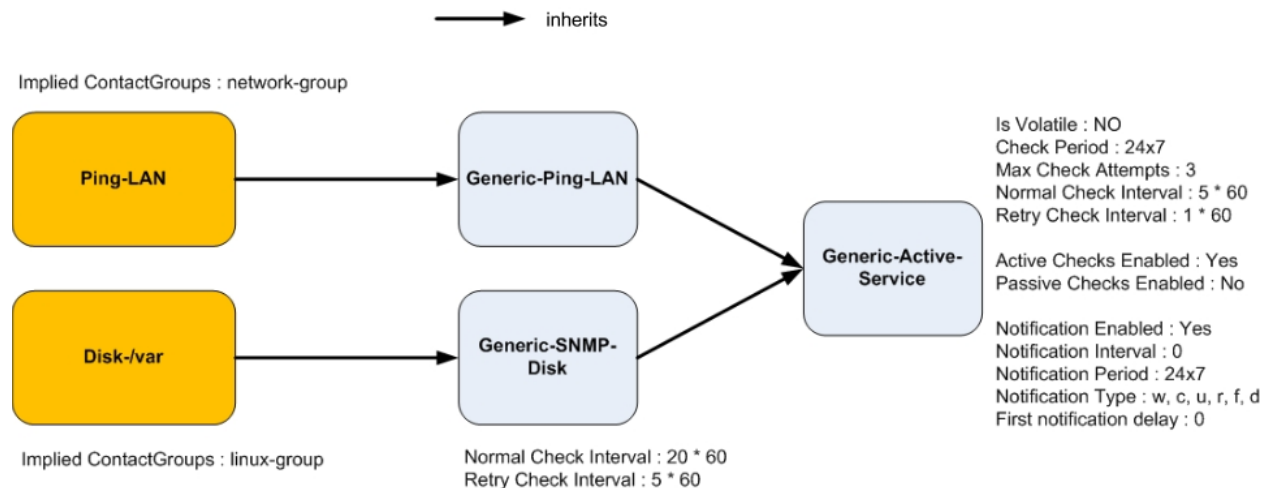 inherits
Implied ContactGroups : network-group
Ping-LAN
Generic-Ping-LAN
Is Volatile : NO
Check Period : 24x7
Max Check Attempts : 3
Normal Check Interval : 5 * 60
Retry Check Interval : 1 * 60
Generic-Active-
Service
Active Checks Enabled : Yes
Passive Checks Enabled : No
Notification Enabled : Yes
Notification Interval : 0
Notification Period : 24x7
Notification Type : w, c, u, r, f, d
First notification delay : 0
Disk-/var
Generic-SNMP-
Disk
Implied ContactGroups : linux-group
Normal Check Interval : 20 * 60
Retry Check Interval : 5 * 60